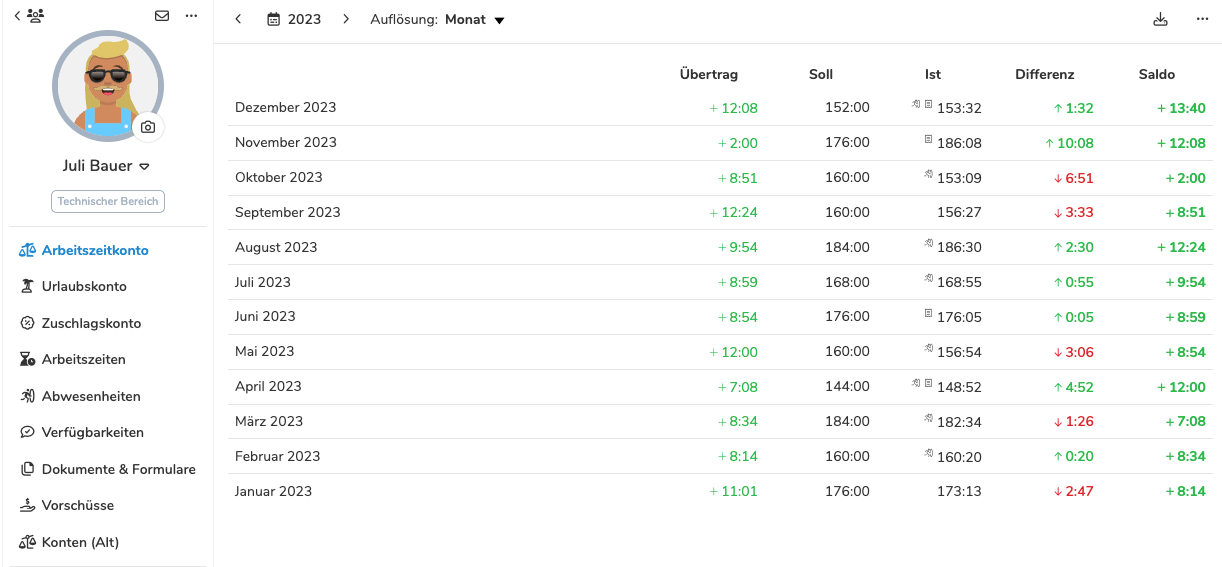 2023 Auflösung: Monat
Juli Bauer
Technischer Bereich
Arbeitszeitkonto
Urlaubskonto
Zuschlagskonto
Arbeitszeiten
Abwesenheiten
Verfügbarkeiten
Dokumente & Formulare
Vorschüsse
Konten (Alt)
Übertrag Soll Ist Differenz Saldo
Dezember 2023 + 12:08 152:00 153:32 ↑ 1:32 + 13:40
November 2023 + 2:00 176:00 186:08 ↑ 10:08 + 12:08
Oktober 2023 + 8:51 160:00 153:09 ↓ 6:51 + 2:00
September 2023 + 12:24 160:00 156:27 ↓ 3:33 + 8:51
August 2023 + 9:54 184:00 186:30 ↑ 2:30 + 12:24
Juli 2023 + 8:59 168:00 168:55 ↑ 0:55 + 9:54
Juni 2023 + 8:54 176:00 176:05 ↑ 0:05 + 8:59
Mai 2023 + 12:00 160:00 156:54 ↓ 3:06 + 8:54
April 2023 + 7:08 144:00 148:52 ↑ 4:52 + 12:00
März 2023 + 8:34 184:00 182:34 ↓ 1:26 + 7:08
Februar 2023 + 8:14 160:00 160:20 ↑ 0:20 + 8:34
Januar 2023 + 11:01 176:00 173:13 ↓ 2:47 + 8:14